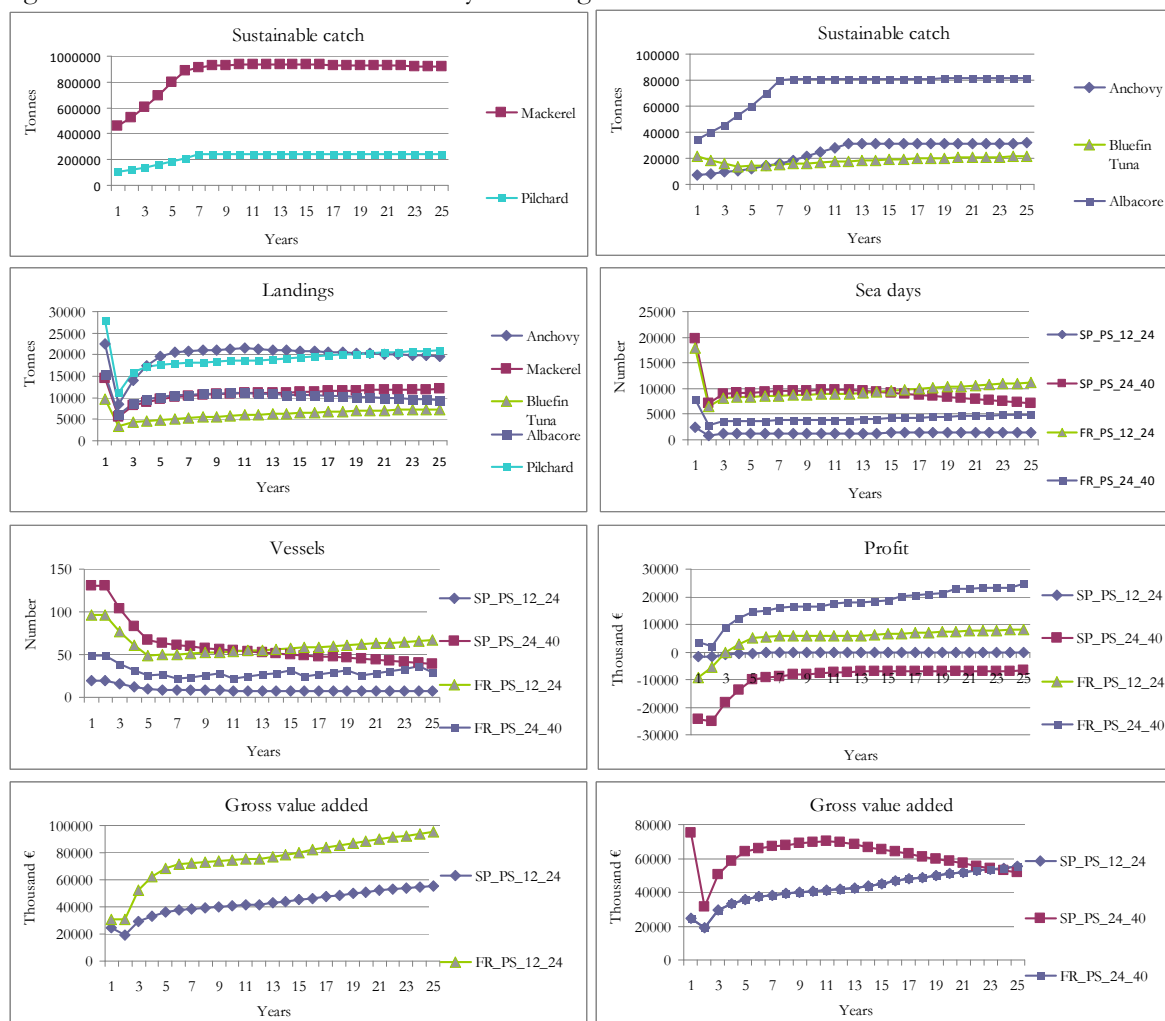 Sustainable catch
1000000
800000
600000
400000
200000
0
Tonnes
1 3 5 7 9 11 13 15 17 19 21 23 25
Years
Mackerel
Pilchard
Sustainable catch
100000
80000
60000
40000
20000
0
Tonnes
1 3 5 7 9 11 13 15 17 19 21 23 25
Years
Anchovy
Bluefin
Tuna
Albacore
Landings
30000
25000
20000
15000
10000
5000
0
Tonnes
1 3 5 7 9 11 13 15 17 19 21 23 25
Years
Anchovy
Mackerel
Bluefin
Tuna
Albacore
Pilchard
Sea days
25000
20000
15000
10000
5000
0
Number
1 3 5 7 9 11 13 15 17 19 21 23 25
Years
SP_PS_12_24
SP_PS_24_40
FR_PS_12_24
FR_PS_24_40
Vessels
150
100
50
0
Number
1 3 5 7 9 11 13 15 17 19 21 23 25
Years
SP_PS_12_24
SP_PS_24_40
FR_PS_12_24
FR_PS_24_40
Profit
30000
20000
10000
0
-10000
-20000
-30000
Thousand €
1 3 5 7 9 11 13 15 17 19 21 23 25
Years
SP_PS_12_24
SP_PS_24_40
FR_PS_12_24
FR_PS_24_40
Gross value added
100000
80000
60000
40000
20000
0
Thousand €
1 3 5 7 9 11 13 15 17 19 21 23 25
Years
SP_PS_12_24
FR_PS_12_24
Gross value added
80000
60000
40000
20000
0
Thousand €
1 3 5 7 9 11 13 15 17 19 21 23 25
Years
SP_PS_12_24
SP_PS_24_40
FR_PS_24_40